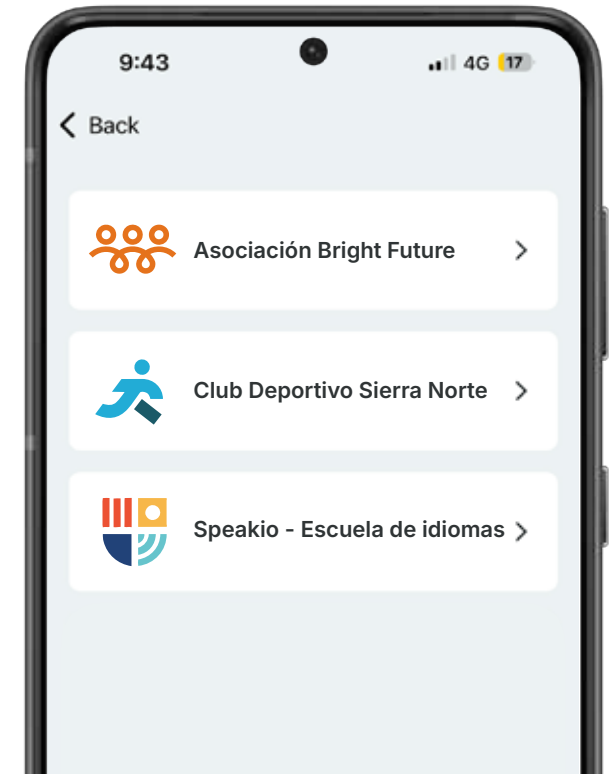 9:43
4G 17
Back
Asociación Bright Future
Club Deportivo Sierra Norte
Speakio - Escuela de idiomas